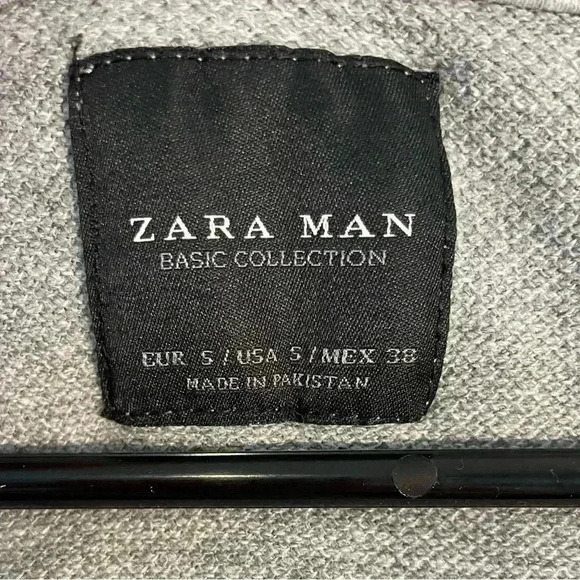 ZARA MAN
BASIC COLLECTION
EUR S / USA S / MEX 38
MADE IN PAKISTAN